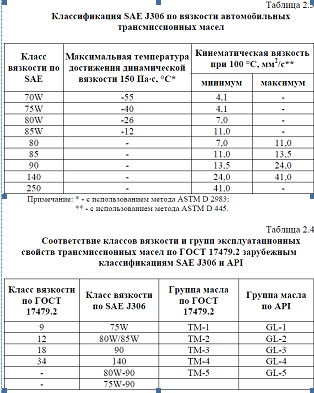 Таблица 2.3
Классификация SAE J306 по вязкости автомобильных
трансмиссионных масел
Класс вязкости по SAE
Максимальная температура достижения динамической вязкости 150 Па·с, °С*
Кинематическая вязкость при 100 °С, мм²/с**
минимум максимум
70W -55 4,1 -
75W -40 4,1 -
80W -26 7,0 -
85W -12 11,0 -
80 - 7,0 11,0
85 - 11,0 13,5
90 - 13,5 24,0
140 - 24,0 41,0
250 - 41,0 -
Примечание: * - с использованием метода ASTM D 2983;
** - с использованием метода ASTM D 445.
Таблица 2.4
Соответствие классов вязкости и групп эксплуатационных
свойств трансмиссионных масел по ГОСТ 17479.2 зарубежным
классификациям SAE J306 и API
Класс вязкости по ГОСТ 17479.2
Класс вязкости по SAE J306
Группа масла по ГОСТ 17479.2
Группа масла по API
9 75W ТМ-1 GL-1
12 80W/85W ТМ-2 GL-2
18 90 ТМ-3 GL-3
34 140 ТМ-4 GL-4
- 80W-90 ТМ-5 GL-5
- 75W-90 - -